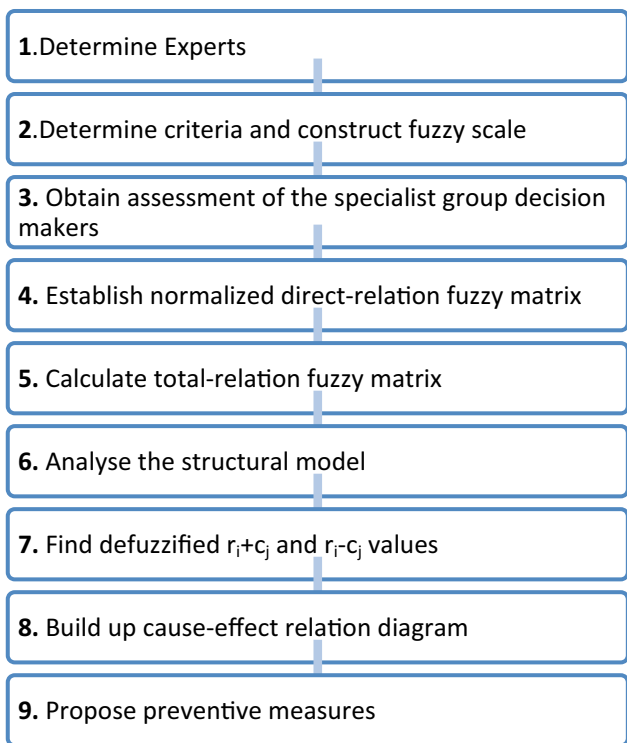 1.Determine Experts
2.Determine criteria and construct fuzzy scale
3. Obtain assessment of the specialist group decision
makers
4. Establish normalized direct-relation fuzzy matrix
5. Calculate total-relation fuzzy matrix
6. Analyse the structural model
7. Find defuzzified ri+cj and ri-cj values
8. Build up cause-effect relation diagram
9. Propose preventive measures